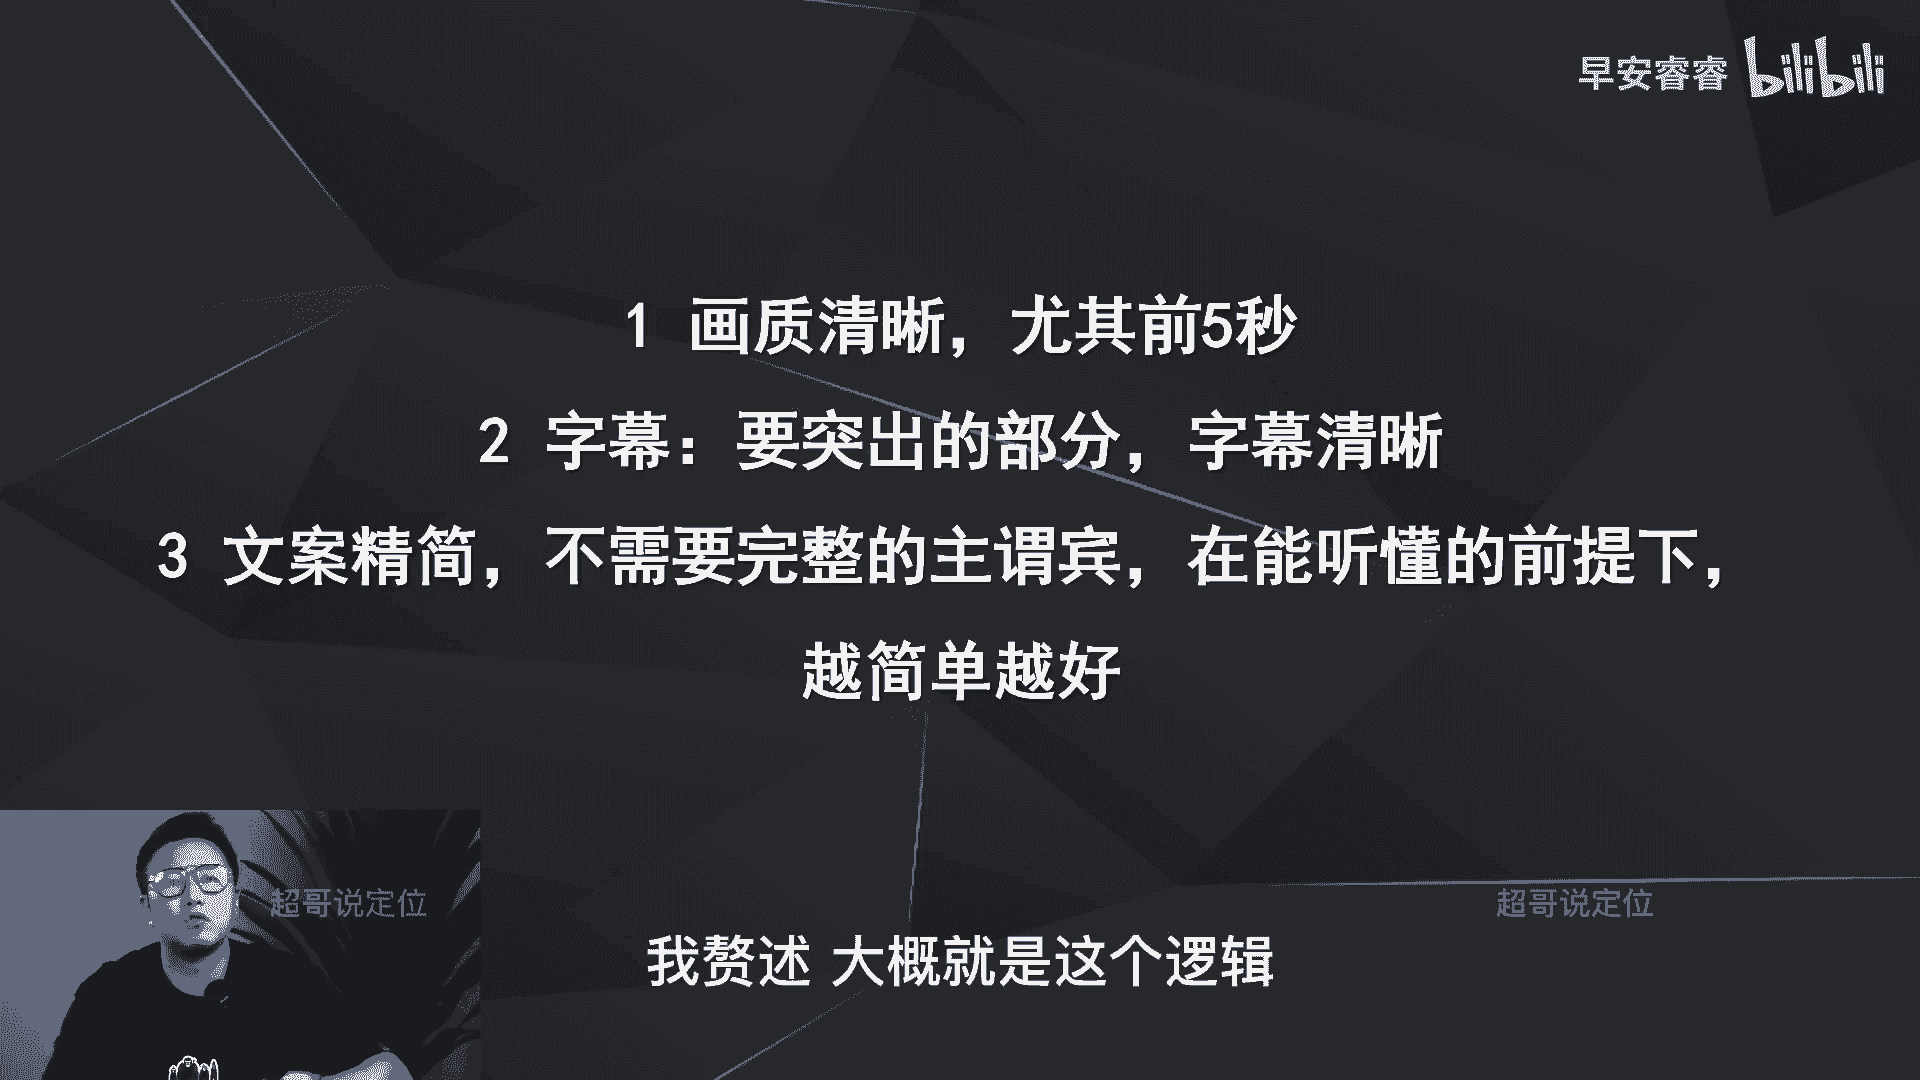 早安睿睿 bilibili
1 画质清晰，尤其前5秒
2 字幕：要突出的部分，字幕清晰
3 文案精简，不需要完整的主谓宾，在能听懂的前提下，
越简单越好
超哥说定位
超哥说定位
我赘述 大概就是这个逻辑